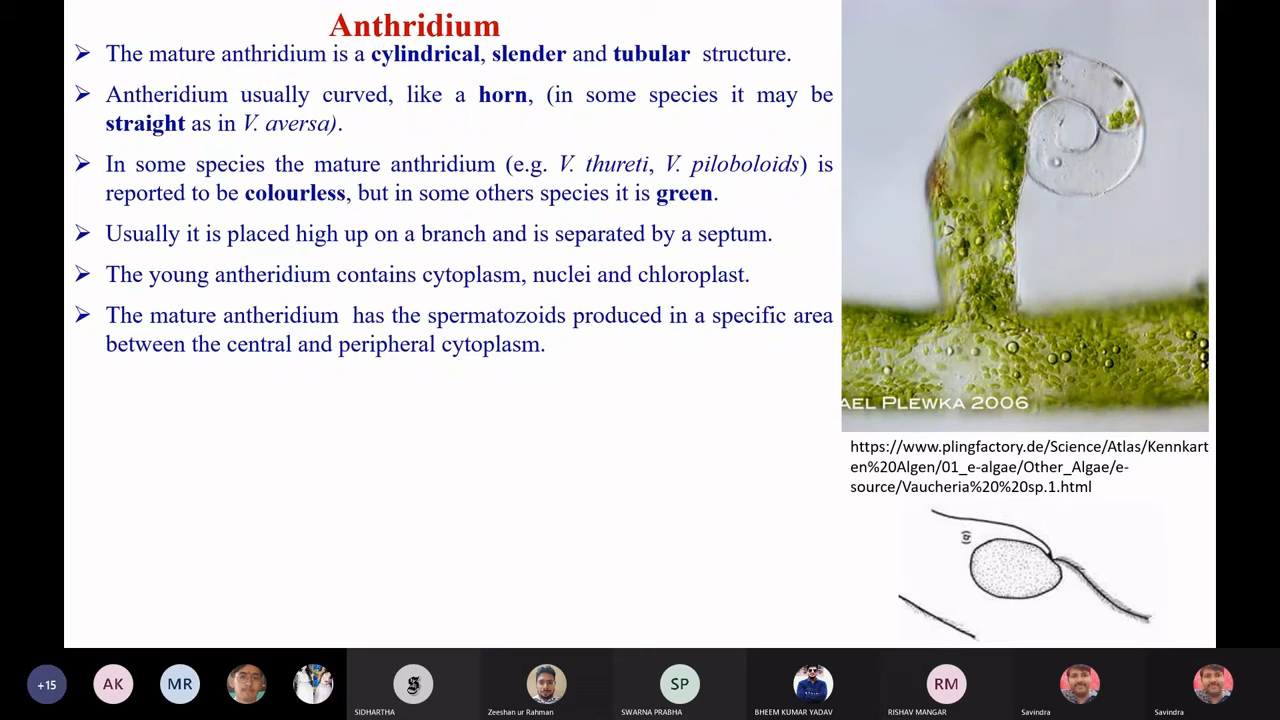 Anthridium
➢ The mature anthridium is a cylindrical, slender and tubular structure.
➢ Antheridium usually curved, like a horn, (in some species it may be
straight as in V. aversa).
➢ In some species the mature anthridium (e.g. V. thureti, V. piloboloids) is
reported to be colourless, but in some others species it is green.
➢ Usually it is placed high up on a branch and is separated by a septum.
➢ The young antheridium contains cytoplasm, nuclei and chloroplast.
➢ The mature antheridium has the spermatozoids produced in a specific area
between the central and peripheral cytoplasm.
AEL PLEWKA 2006
https://www.plingfactory.de/Science/Atlas/Kennkart
en%20Algen/01_e-algae/Other_Algae/e-
source/Vaucheria%20%20sp.1.html
+15
AK
MR
SP
RM
SIDHARTHA
Zeeshan ur Rahman
SWARNA PRABHA
BHEEM KUMAR YADAV
RISHAV MANGAR
Savindra
Savindra